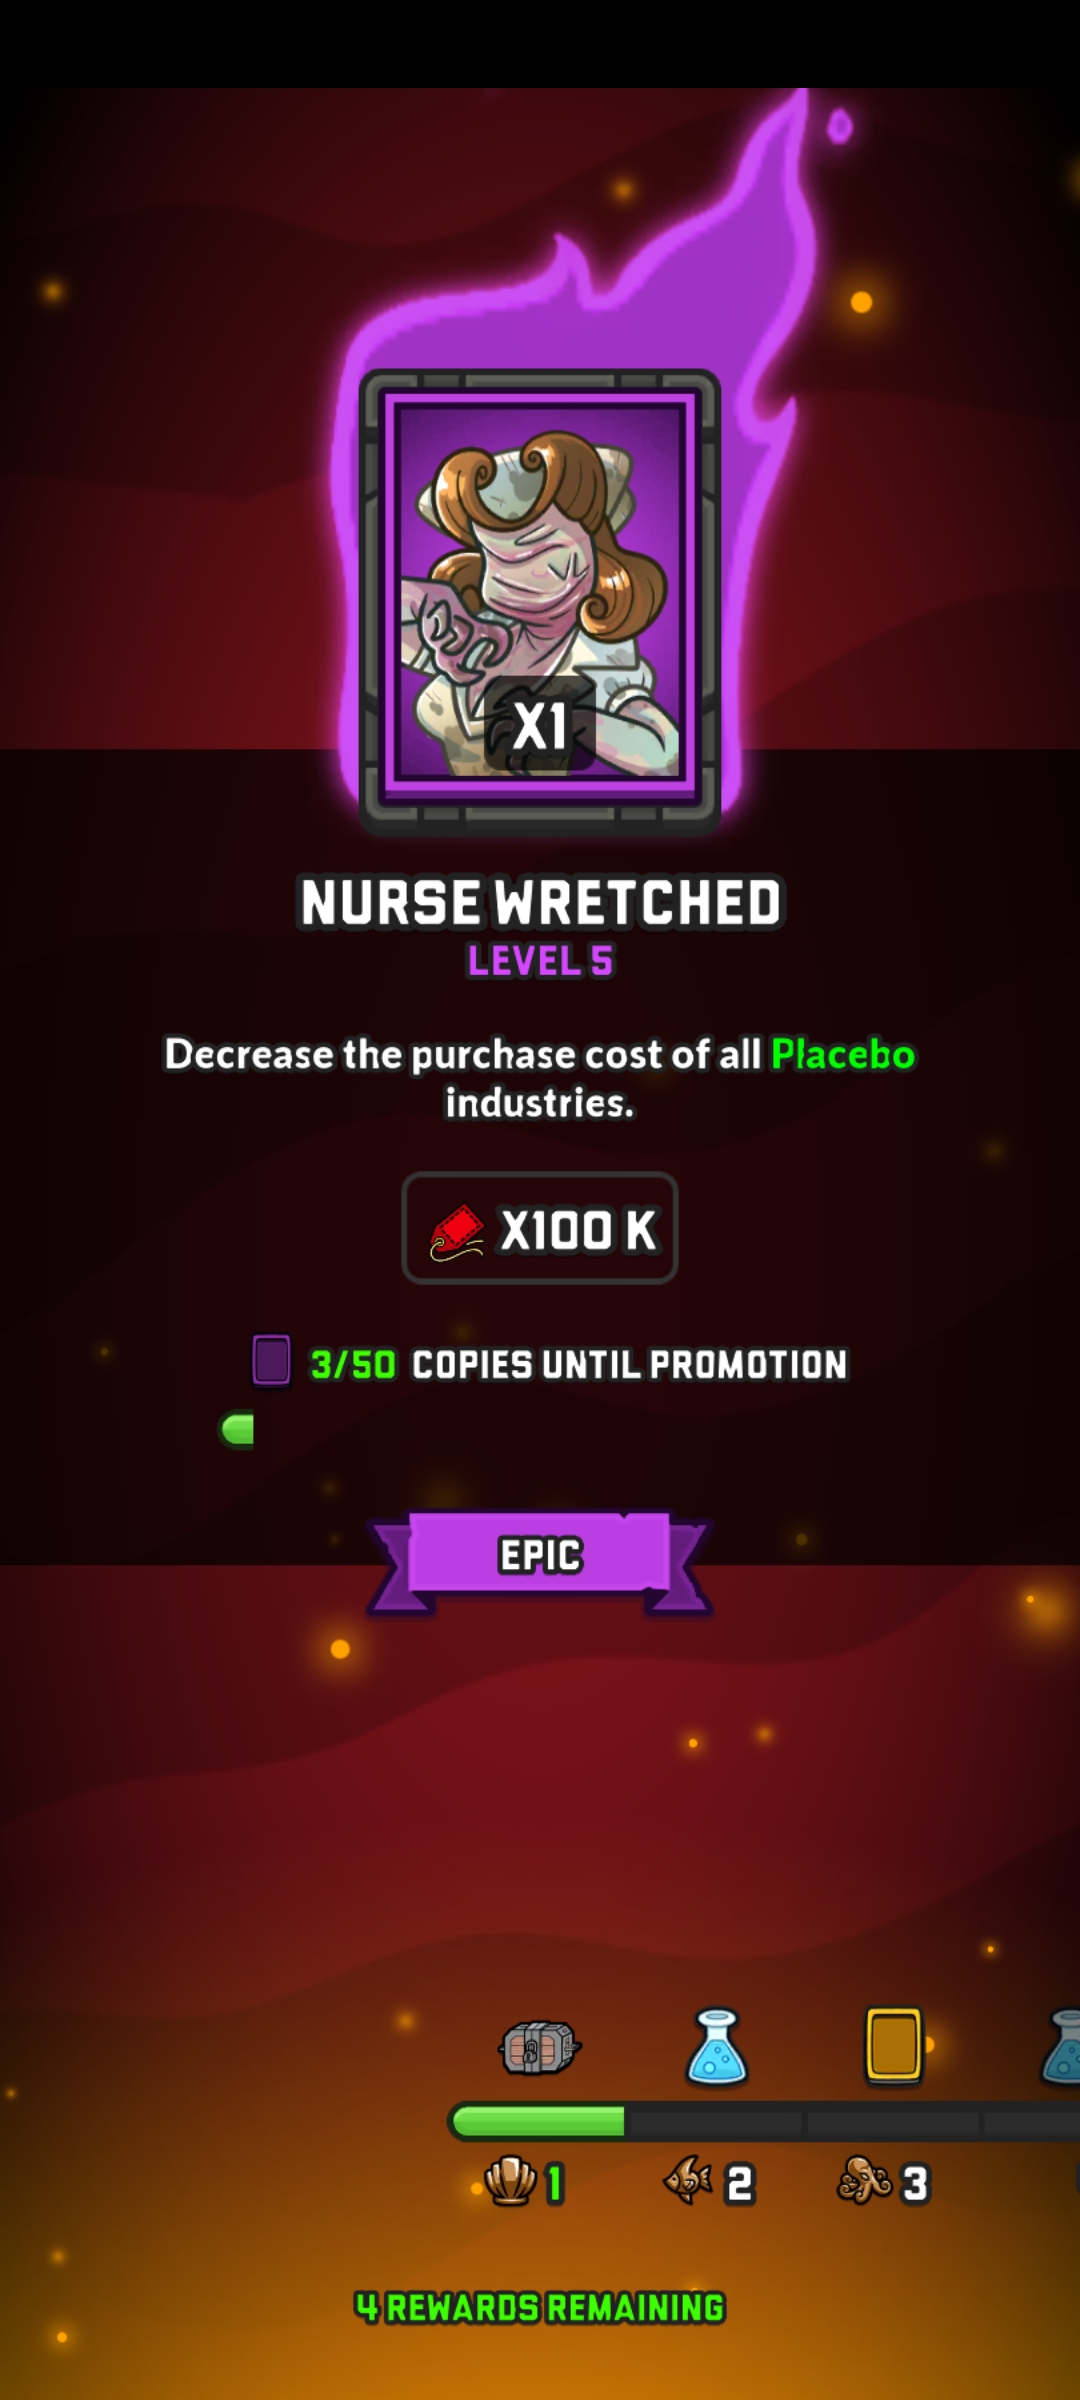 X1
NURSE WRETCHED
LEVEL 5
Decrease the purchase cost of all Placebo
industries.
X100 K
3/50 COPIES UNTIL PROMOTION
EPIC
1 2 3
4 REWARDS REMAINING